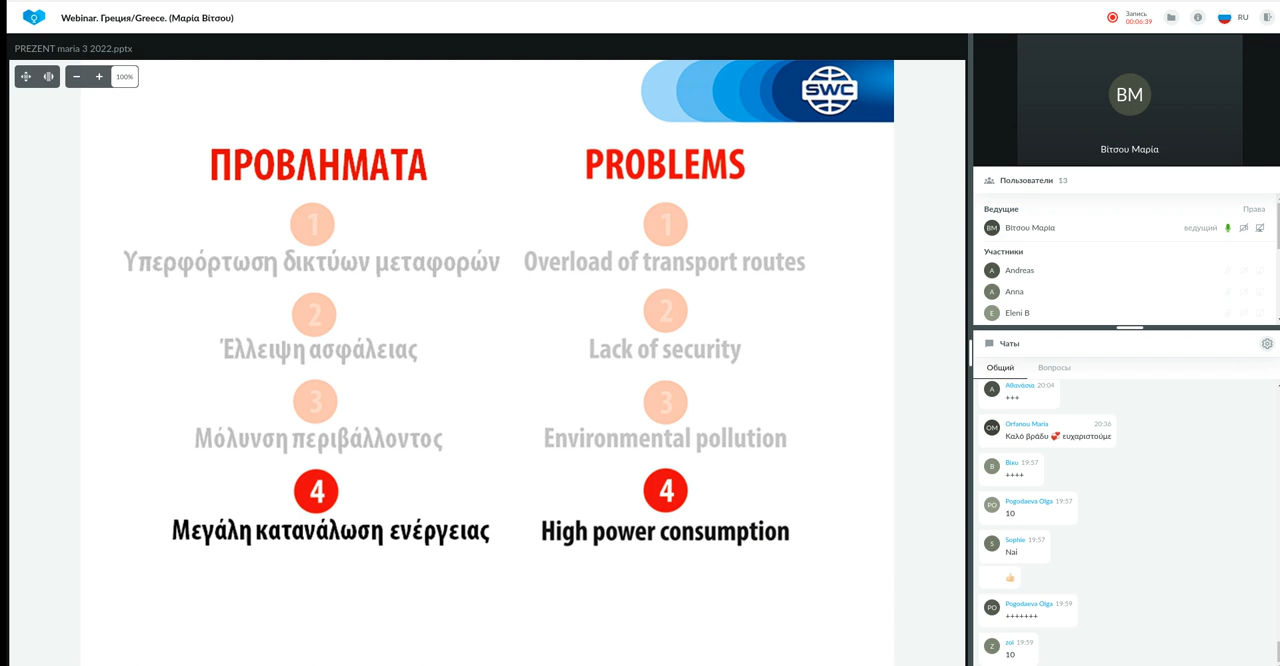 Webinar. Греция/Greece. (Μαρία Βίτσου)
Запись
00:06:39
RU
PREZENT maria 3 2022.pptx
100%
SWC
ΠΡΟΒΛΗΜΑΤΑ
1
Υπερφόρτωση δικτύων μεταφορών
2
Έλλειψη ασφάλειας
3
Μόλυνση περιβάλλοντος
4
Μεγάλη κατανάλωση ενέργειας
PROBLEMS
1
Overload of transport routes
2
Lack of security
3
Environmental pollution
4
High power consumption
ΒΜ
Βίτσου Μαρία
Пользователи 13
Ведущие Права
ΒΜ Βίτσου Μαρία ведущий
Участники
A Andreas
A Anna
E Eleni B
Чаты
Общий Вопросы
A Αθανάσια 20:04
+++
OM Orfanou Maria 20:36
Καλό βράδυ 💞 ευχαριστούμε
B Βίκυ 19:57
++++
PO Pogodaeva Olga 19:57
10
S Sophie 19:57
Nai
👍
PO Pogodaeva Olga 19:59
+++++++
Z zoi 19:59
10